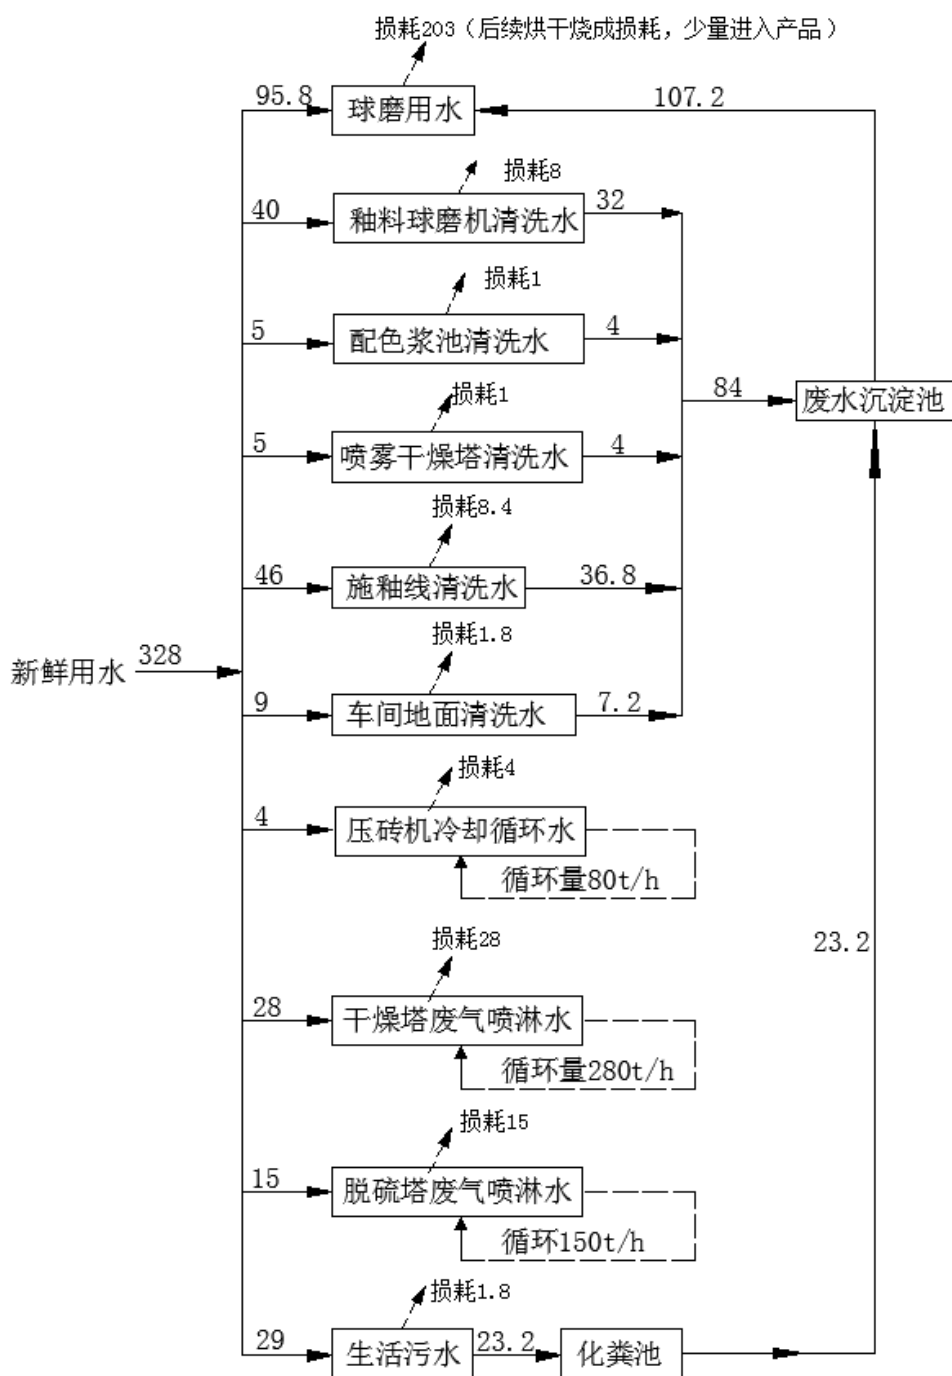 损耗203（后续烘干烧成损耗，少量进入产品）
95.8
球磨用水
107.2
损耗8
40
釉料球磨机清洗水
32
损耗1
5
配色浆池清洗水
4
84
废水沉淀池
损耗1
5
喷雾干燥塔清洗水
4
损耗8.4
46
施釉线清洗水
36.8
损耗1.8
新鲜用水
328
9
车间地面清洗水
7.2
损耗4
4
压砖机冷却循环水
循环量80t/h
23.2
损耗28
28
干燥塔废气喷淋水
循环量280t/h
损耗15
15
脱硫塔废气喷淋水
循环150t/h
损耗1.8
29
生活污水
23.2
化粪池